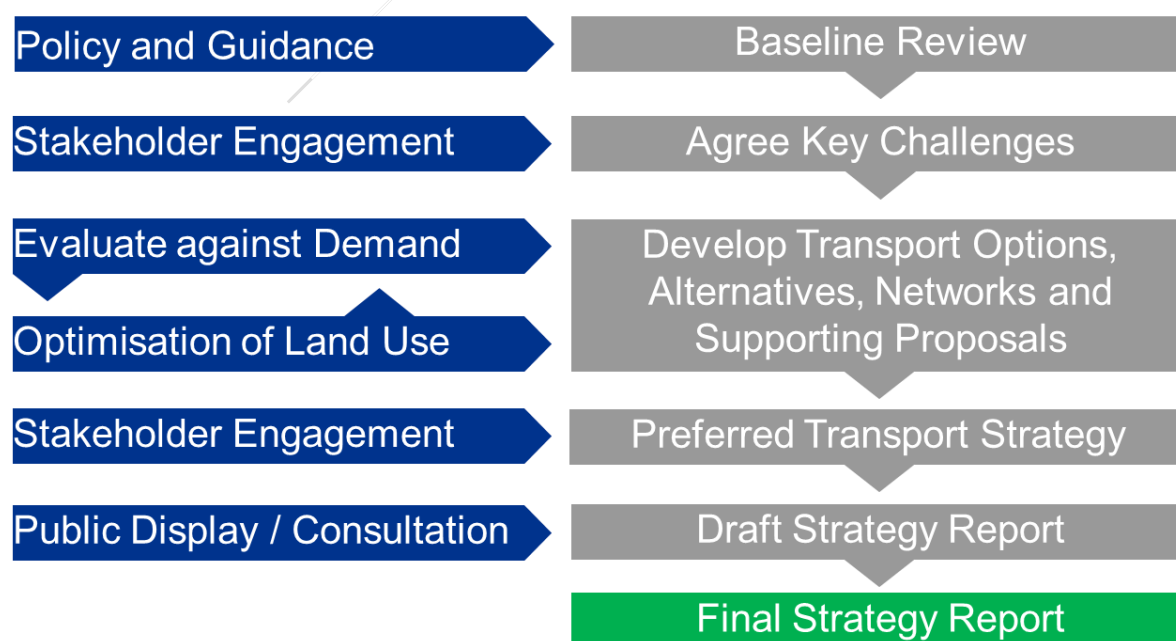 Policy and Guidance
Baseline Review
Stakeholder Engagement
Agree Key Challenges
Evaluate against Demand
Develop Transport Options,
Alternatives, Networks and
Supporting Proposals
Optimisation of Land Use
Stakeholder Engagement
Preferred Transport Strategy
Public Display / Consultation
Draft Strategy Report
Final Strategy Report